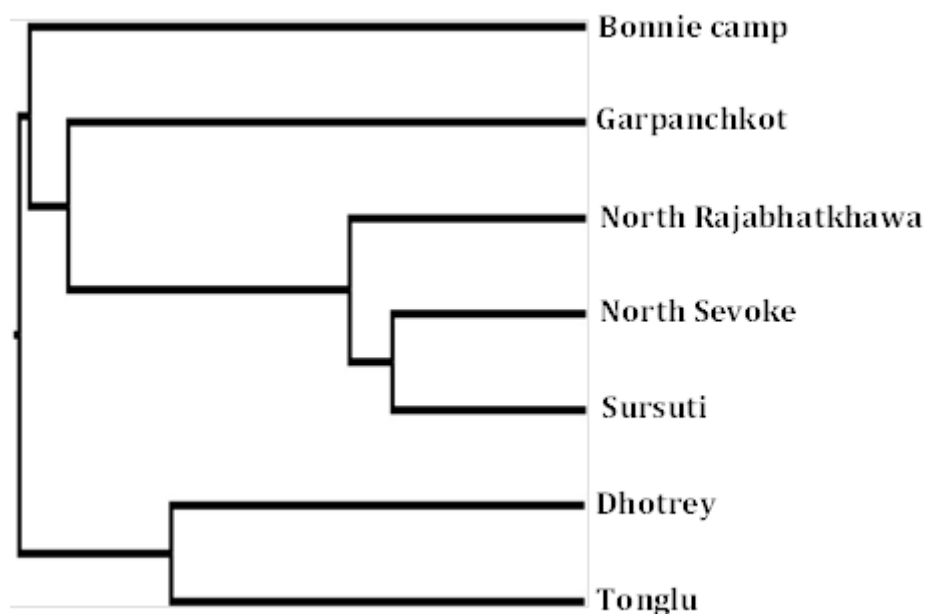 Bonnie camp
Garpanchkot
North Rajabhatkhawa
North Sevoke
Sursuti
Dhotrey
Tonglu